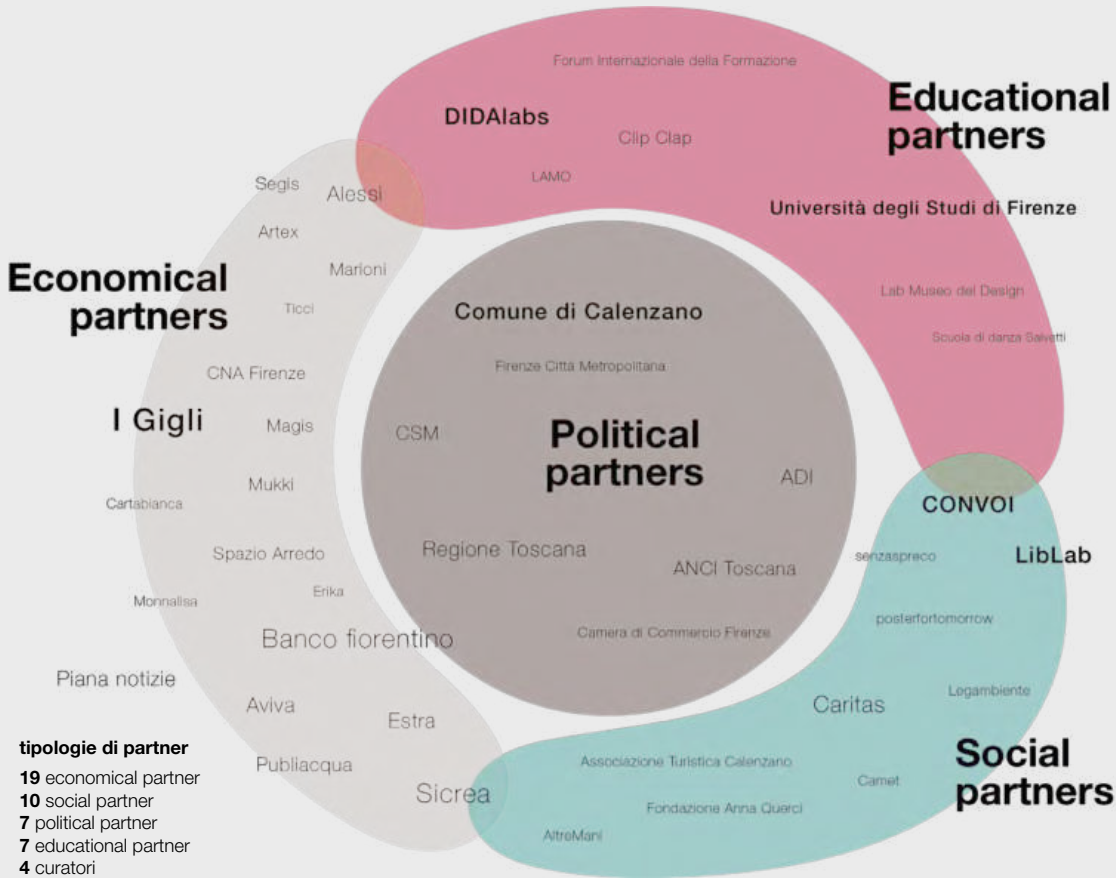 Forum Internazionale della Formazione
DIDAlabs
Clip Clap
LAMO
Educational
partners
Università degli Studi di Firenze
Lab Museo del Design
Scuola di danza Salvetti
Segis
Alessi
Artex
Marioni
Economical
partners
Ticci
CNA Firenze
I Gigli
Magis
Mukki
Cartabianca
Spazio Arredo
Erika
Monnalisa
Banco fiorentino
Piana notizie
Aviva
Estra
Publiacqua
Sicrea
Comune di Calenzano
Firenze Città Metropolitana
CSM
Political
partners
ADI
Regione Toscana
ANCI Toscana
Camera di Commercio Firenze
CONVOI
senzaspreco
LibLab
posterfortomorrow
Legambiente
Caritas
Social
partners
Associazione Turistica Calenzano
Camet
Fondazione Anna Querci
AltreMani
tipologie di partner
19 economical partner
10 social partner
7 political partner
7 educational partner
4 curatori